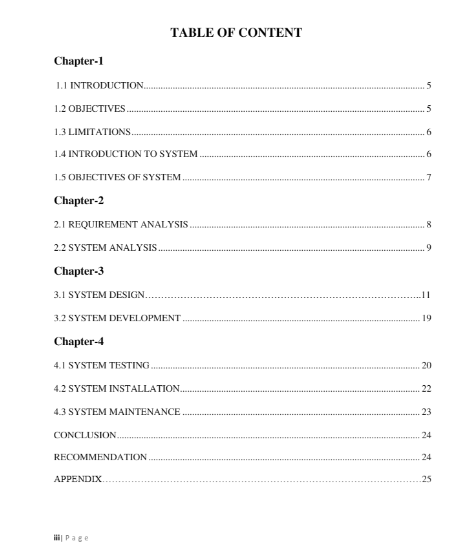 TABLE OF CONTENT
Chapter-1
1.1 INTRODUCTION............................................................ 5
1.2 OBJECTIVES............................................................ 5
1.3 LIMITATIONS............................................................ 6
1.4 INTRODUCTION TO SYSTEM............................................................ 6
1.5 OBJECTIVES OF SYSTEM............................................................ 7
Chapter-2
2.1 REQUIREMENT ANALYSIS............................................................ 8
2.2 SYSTEM ANALYSIS............................................................ 9
Chapter-3
3.1 SYSTEM DESIGN............................................................11
3.2 SYSTEM DEVELOPMENT............................................................ 19
Chapter-4
4.1 SYSTEM TESTING............................................................ 20
4.2 SYSTEM INSTALLATION............................................................ 22
4.3 SYSTEM MAINTENANCE............................................................ 23
CONCLUSION............................................................ 24
RECOMMENDATION............................................................ 24
APPENDIX............................................................25
iii| P a g e